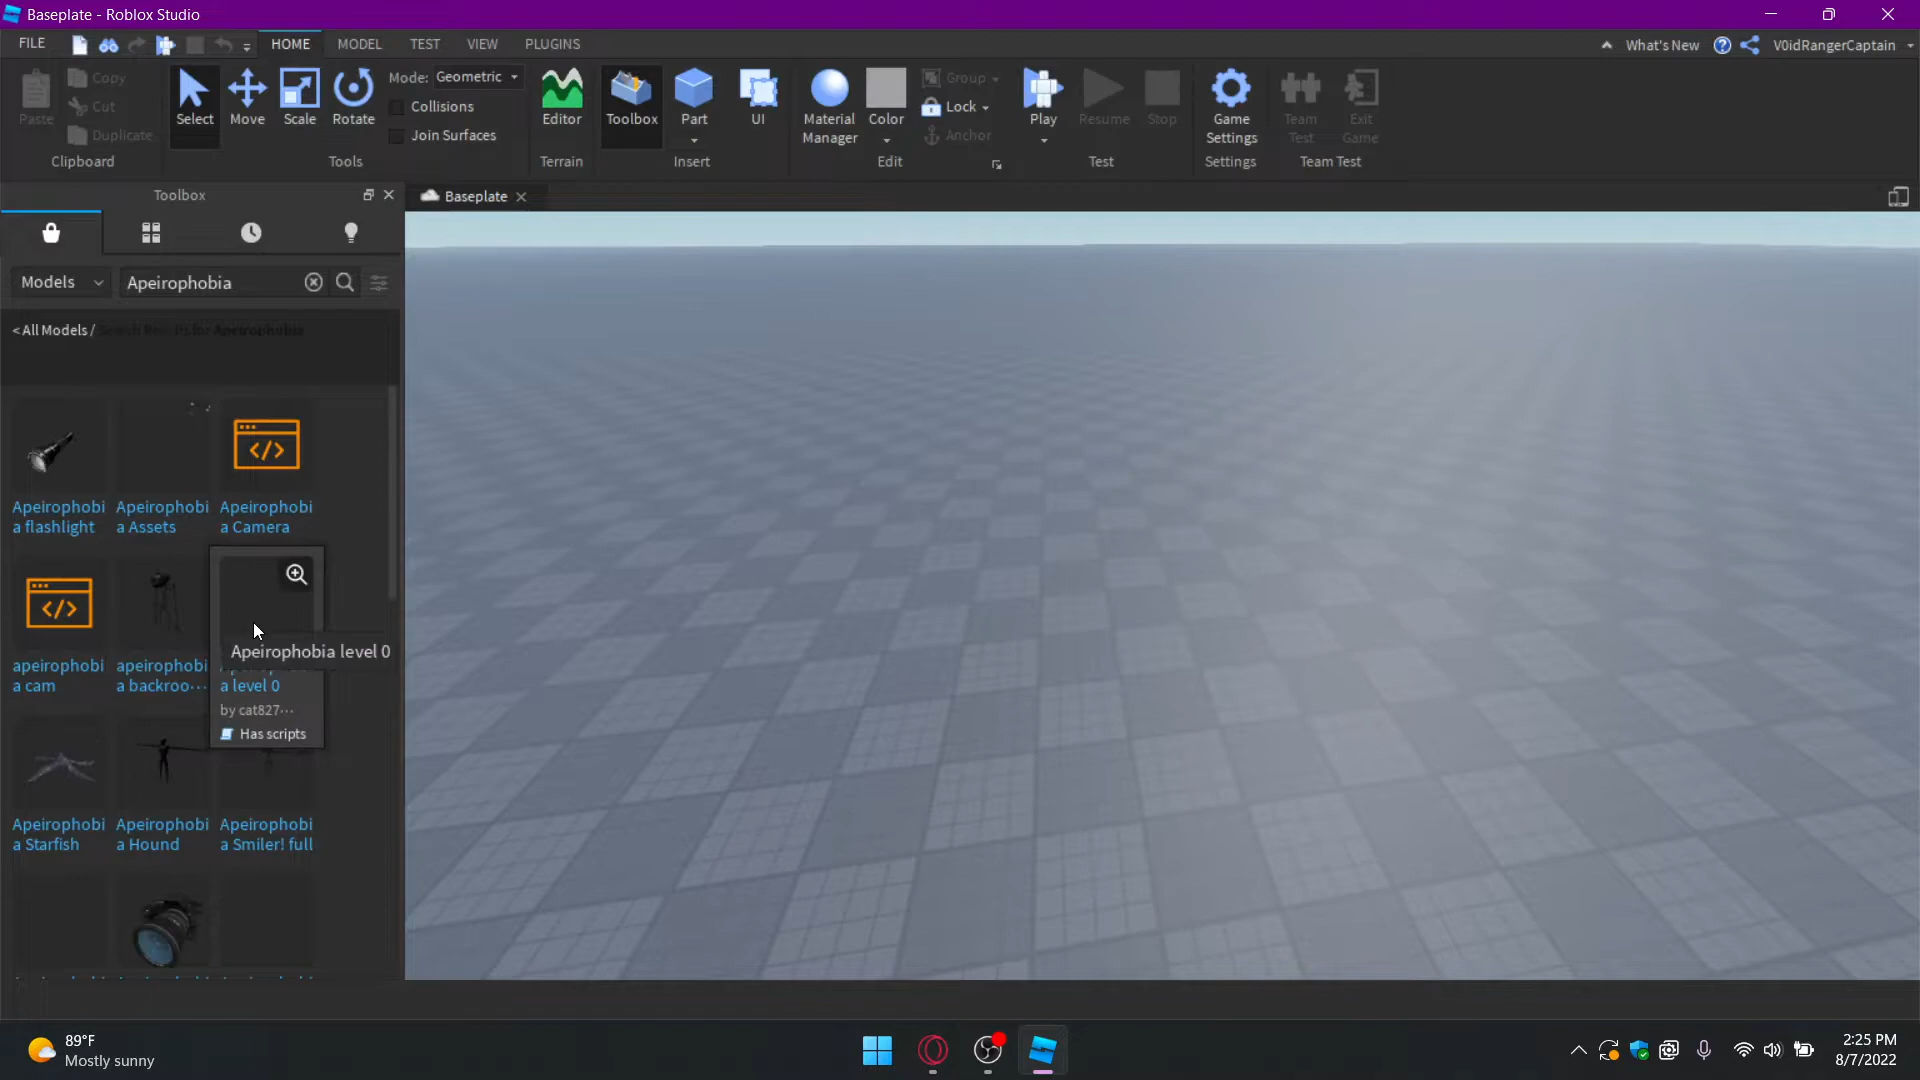 Baseplate - Roblox Studio
FILE HOME MODEL TEST VIEW PLUGINS What's New V0idRangerCaptain
Paste Copy Cut Duplicate
Clipboard
Select Move Scale Rotate
Mode: Geometric
Collisions
Join Surfaces
Tools
Editor
Terrain
Toolbox Part UI
Insert
Material Manager Color Group Lock Anchor
Edit
Play Resume Stop
Test
Game Settings
Settings
Team Test Exit Game
Team Test
Toolbox
Baseplate
Models Apeirophobia
< All Models / Search Results for Apeirophobia
Apeirophobi Apeirophobi Apeirophobi
a flashlight a Assets a Camera
apeirophobi apeirophobi
a cam a backroo... a level 0
Apeirophobia level 0
by cat827...
Has scripts
Apeirophobi Apeirophobi Apeirophobi
a Starfish a Hound a Smiler! full
89°F
Mostly sunny
2:25 PM
8/7/2022